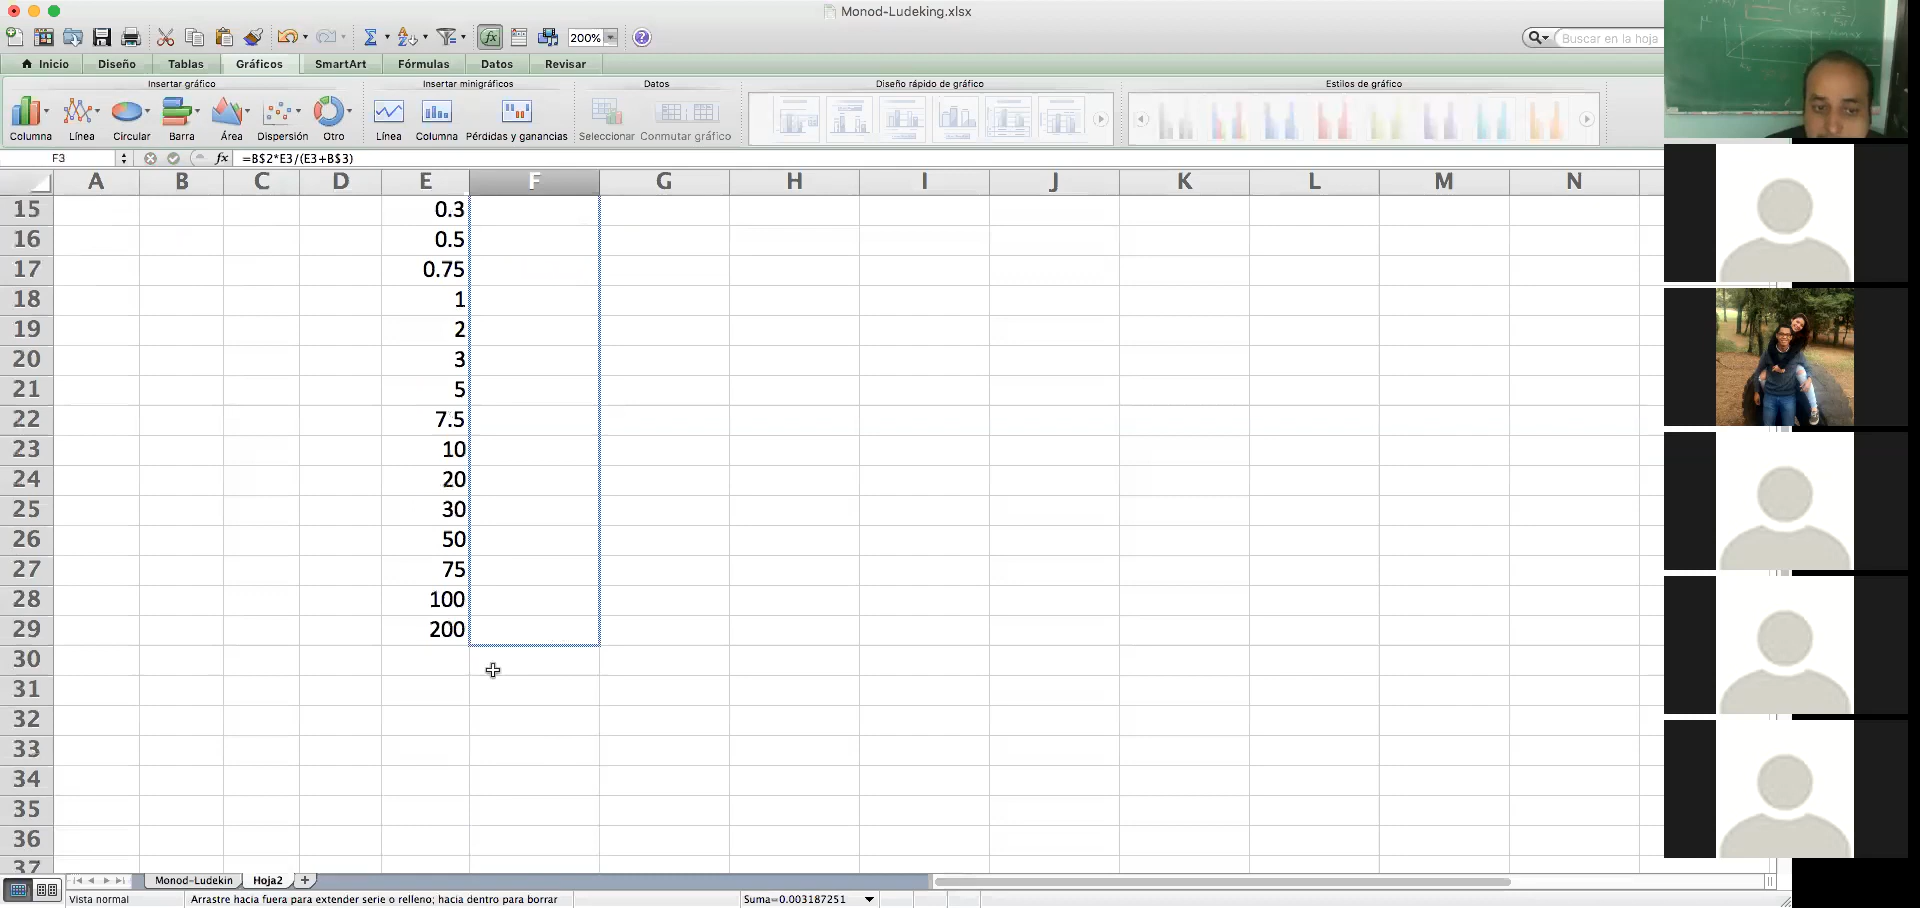 Monod-Ludeking.xlsx
200%
Buscar en la hoja
Inicio
Diseño
Tablas
Gráficos
SmartArt
Fórmulas
Datos
Revisar
Insertar gráfico
Insertar minigráficos
Datos
Diseño rápido de gráfico
Estilos de gráfico
Columna
Línea
Circular
Barra
Área
Dispersión
Otro
Línea
Columna
Pérdidas y ganancias
Seleccionar
Conmutar gráfico
F3
fx
=B$2*E3/(E3+B$3)
A B C D E F G H I J K L M N
15 0.3
16 0.5
17 0.75
18 1
19 2
20 3
21 5
22 7.5
23 10
24 20
25 30
26 50
27 75
28 100
29 200
30
31
32
33
34
35
36
37
Monod-Ludekin
Hoja2
Vista normal
Arrastre hacia fuera para extender serie o relleno; hacia dentro para borrar
Suma=0.003187251